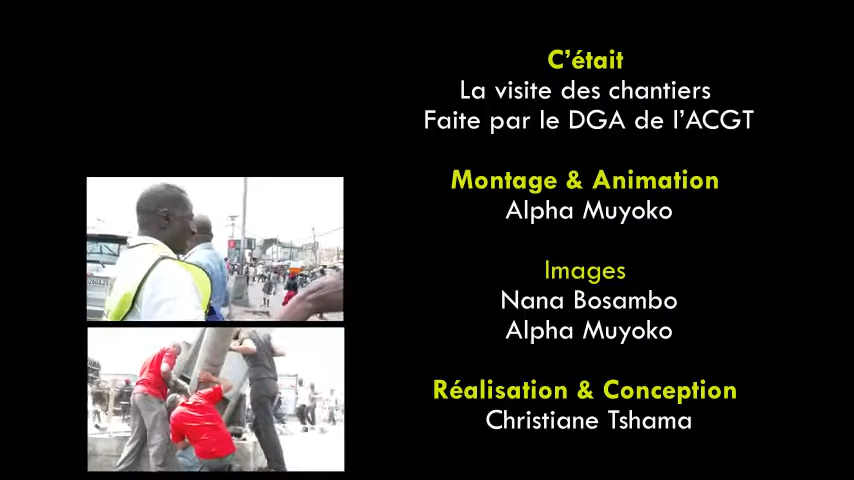 C’était
La visite des chantiers
Faite par le DGA de l’ACGT
Montage & Animation
Alpha Muyoko
Images
Nana Bosambo
Alpha Muyoko
Réalisation & Conception
Christiane Tshama